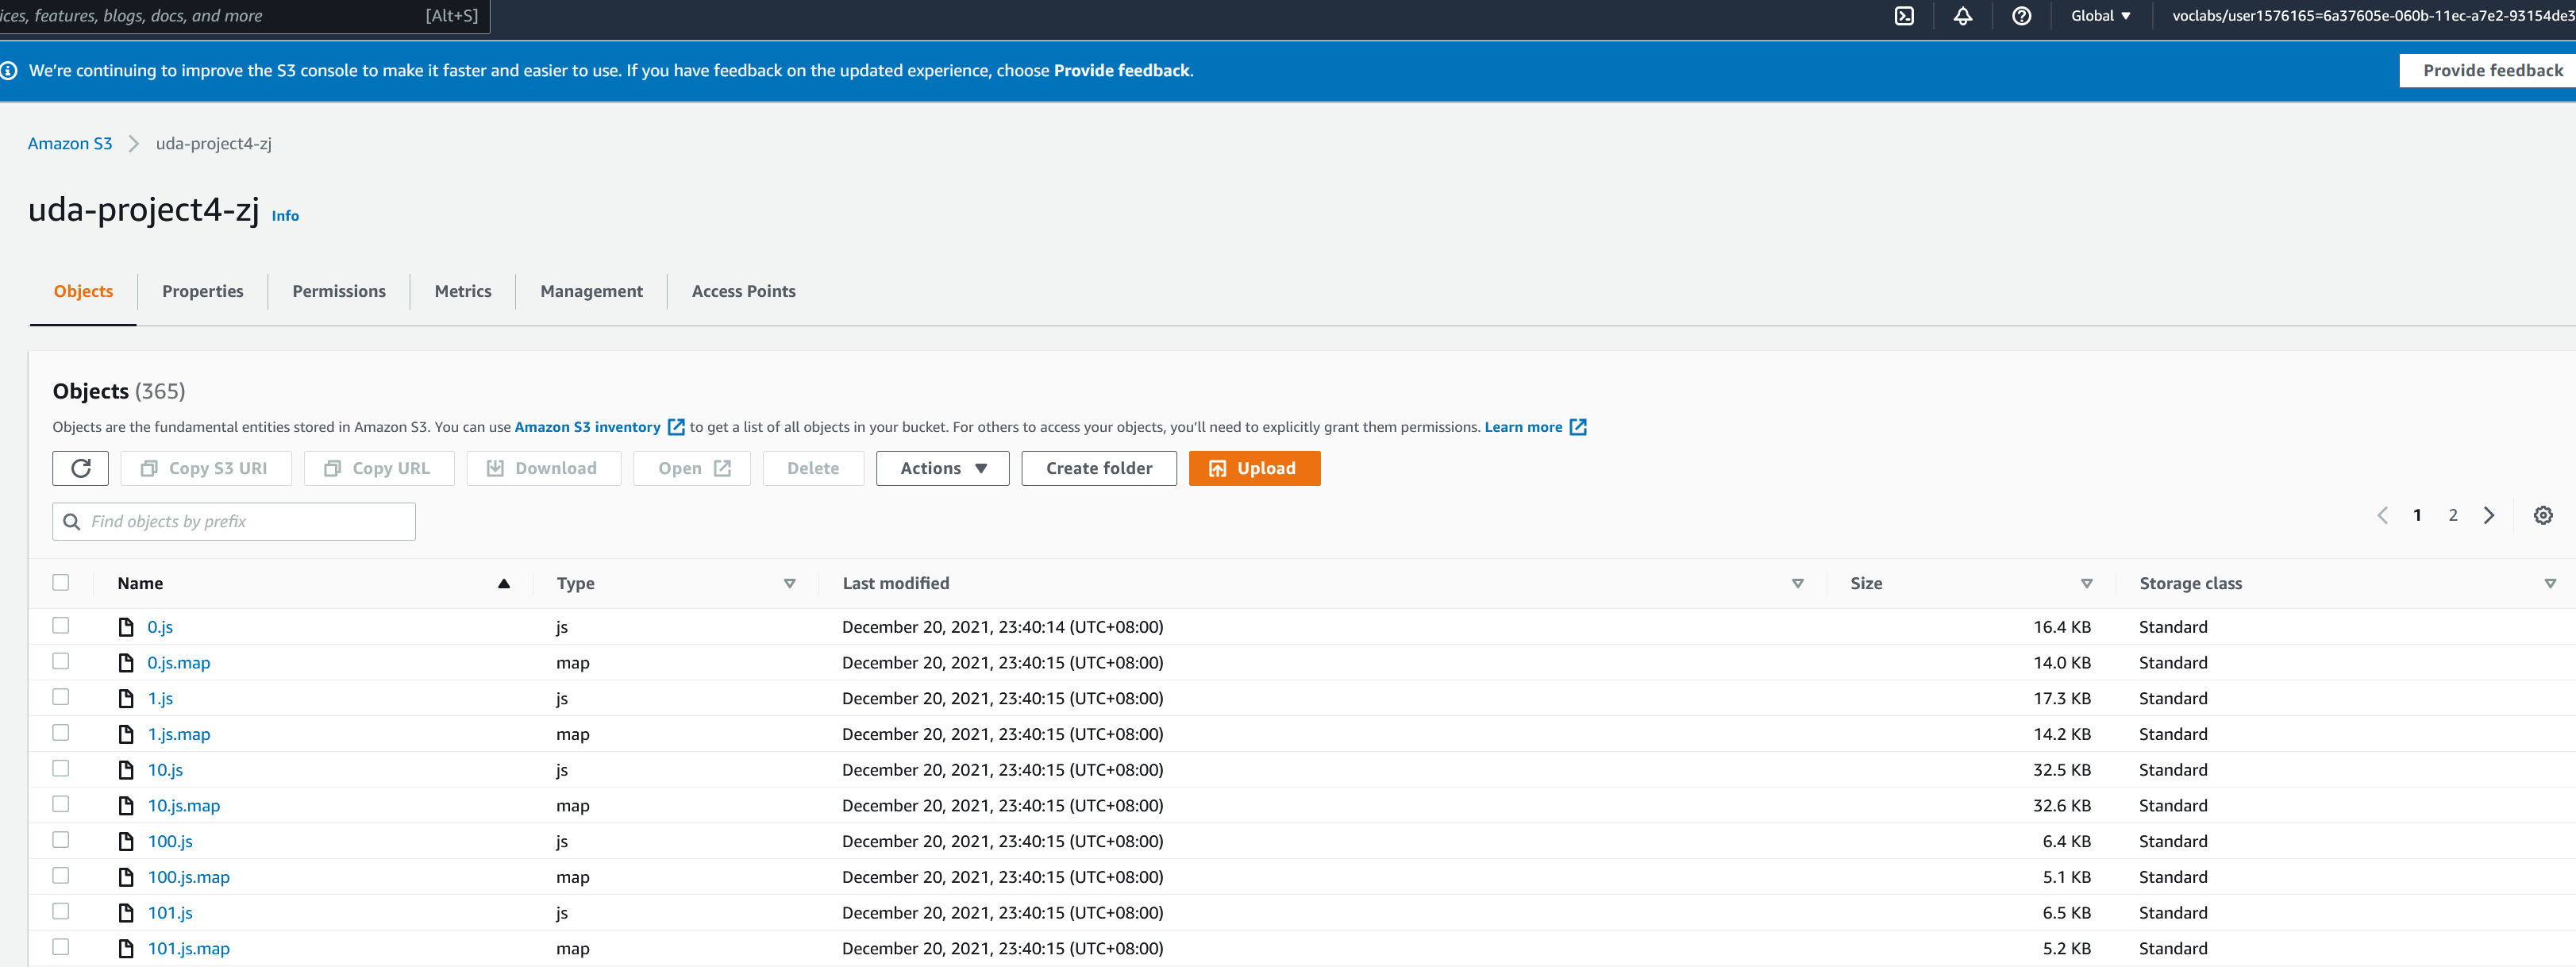 ices, features, blogs, docs, and more [Alt+S] Global ▼ voclabs/user1576165=6a37605e-060b-11ec-a7e2-93154de3
We're continuing to improve the S3 console to make it faster and easier to use. If you have feedback on the updated experience, choose Provide feedback. Provide feedback
Amazon S3 > uda-project4-zj
uda-project4-zj Info
Objects Properties Permissions Metrics Management Access Points
Objects (365)
Objects are the fundamental entities stored in Amazon S3. You can use Amazon S3 inventory to get a list of all objects in your bucket. For others to access your objects, you'll need to explicitly grant them permissions. Learn more
Copy S3 URI Copy URL Download Open Delete Actions ▼ Create folder Upload
Find objects by prefix < 1 2 >
Name Type Last modified Size Storage class
0.js js December 20, 2021, 23:40:14 (UTC+08:00) 16.4 KB Standard
0.js.map map December 20, 2021, 23:40:15 (UTC+08:00) 14.0 KB Standard
1.js js December 20, 2021, 23:40:15 (UTC+08:00) 17.3 KB Standard
1.js.map map December 20, 2021, 23:40:15 (UTC+08:00) 14.2 KB Standard
10.js js December 20, 2021, 23:40:15 (UTC+08:00) 32.5 KB Standard
10.js.map map December 20, 2021, 23:40:15 (UTC+08:00) 32.6 KB Standard
100.js js December 20, 2021, 23:40:15 (UTC+08:00) 6.4 KB Standard
100.js.map map December 20, 2021, 23:40:15 (UTC+08:00) 5.1 KB Standard
101.js js December 20, 2021, 23:40:15 (UTC+08:00) 6.5 KB Standard
101.js.map map December 20, 2021, 23:40:15 (UTC+08:00) 5.2 KB Standard